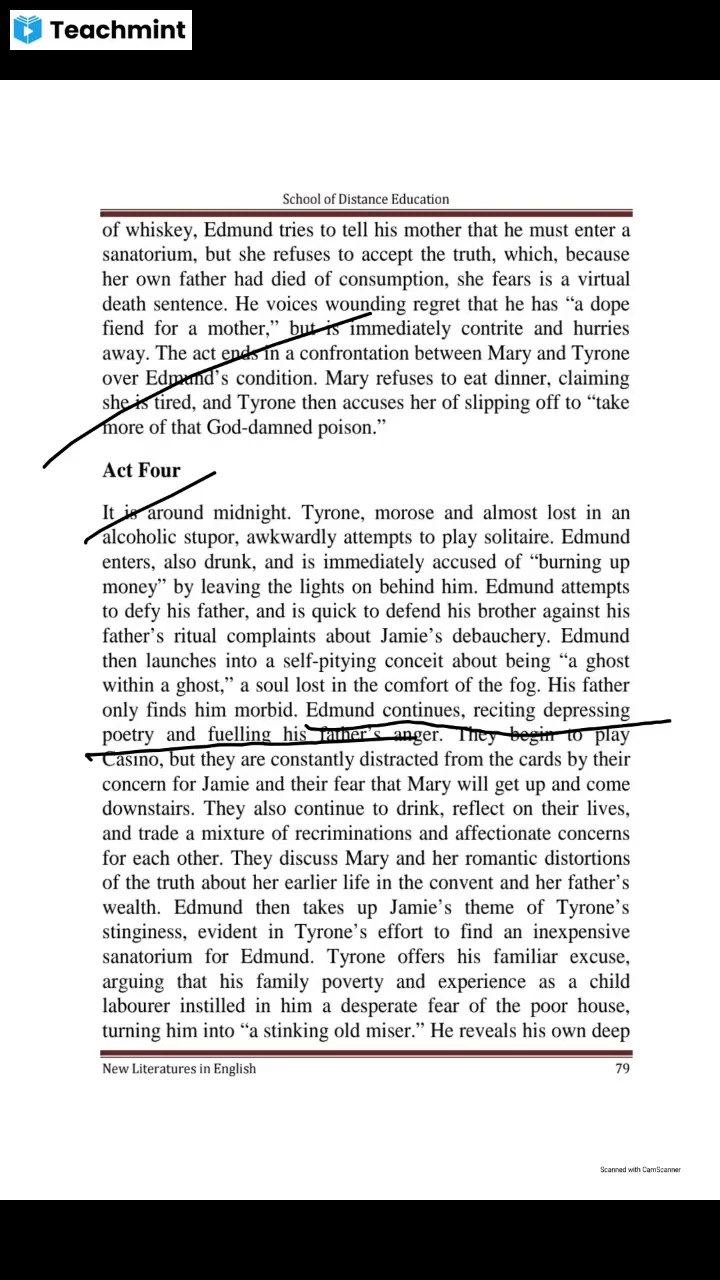 Teachmint
School of Distance Education
of whiskey, Edmund tries to tell his mother that he must enter a
sanatorium, but she refuses to accept the truth, which, because
her own father had died of consumption, she fears is a virtual
death sentence. He voices wounding regret that he has “a dope
fiend for a mother,” but is immediately contrite and hurries
away. The act ends in a confrontation between Mary and Tyrone
over Edmund’s condition. Mary refuses to eat dinner, claiming
she is tired, and Tyrone then accuses her of slipping off to “take
more of that God-damned poison.”
Act Four
It is around midnight. Tyrone, morose and almost lost in an
alcoholic stupor, awkwardly attempts to play solitaire. Edmund
enters, also drunk, and is immediately accused of “burning up
money” by leaving the lights on behind him. Edmund attempts
to defy his father, and is quick to defend his brother against his
father’s ritual complaints about Jamie’s debauchery. Edmund
then launches into a self-pitying conceit about being “a ghost
within a ghost,” a soul lost in the comfort of the fog. His father
only finds him morbid. Edmund continues, reciting depressing
poetry and fuelling his father’s anger. They begin to play
Casino, but they are constantly distracted from the cards by their
concern for Jamie and their fear that Mary will get up and come
downstairs. They also continue to drink, reflect on their lives,
and trade a mixture of recriminations and affectionate concerns
for each other. They discuss Mary and her romantic distortions
of the truth about her earlier life in the convent and her father’s
wealth. Edmund then takes up Jamie’s theme of Tyrone’s
stinginess, evident in Tyrone’s effort to find an inexpensive
sanatorium for Edmund. Tyrone offers his familiar excuse,
arguing that his family poverty and experience as a child
labourer instilled in him a desperate fear of the poor house,
turning him into “a stinking old miser.” He reveals his own deep
New Literatures in English 79
Scanned with CamScanner